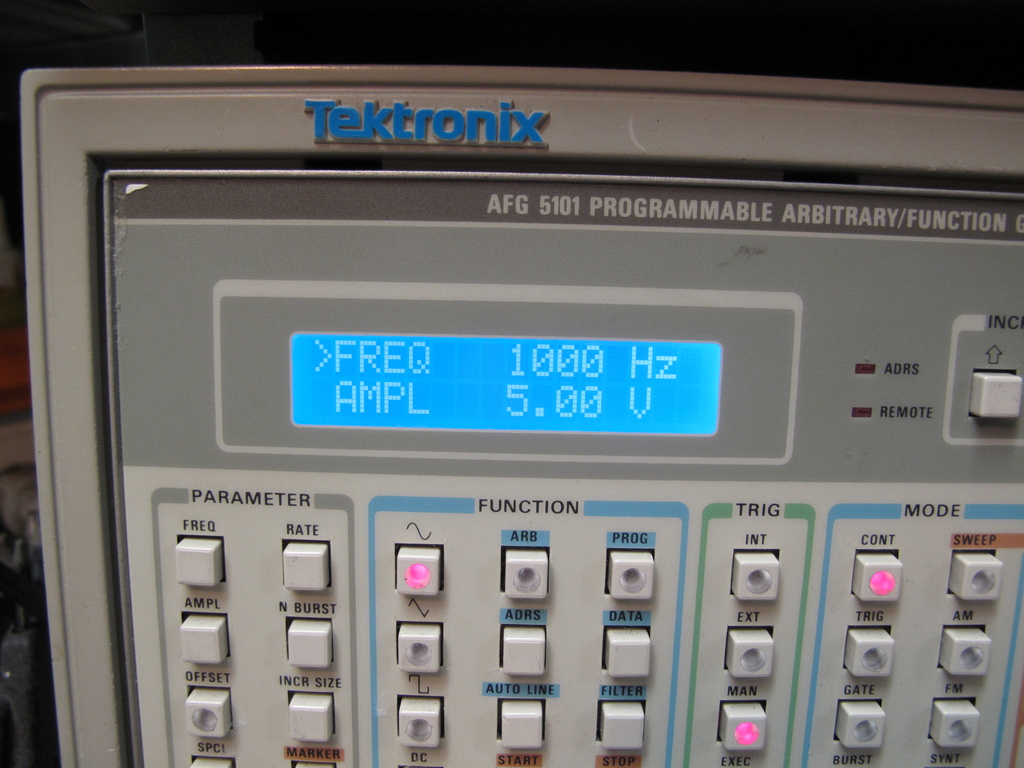 Tektronix
AFG 5101 PROGRAMMABLE ARBITRARY/FUNCTION
>FREQ 1000 Hz
AMPL 5.00 V
ADRS
REMOTE
PARAMETER
FREQ
RATE
AMPL
N BURST
OFFSET
INCR SIZE
SPCL
MARKER
FUNCTION
ARB
PROG
ADRS
DATA
AUTO LINE
FILTER
DC
START
STOP
TRIG
INT
EXT
MAN
EXEC
MODE
CONT
SWEEP
TRIG
AM
GATE
FM
BURST
SYNT